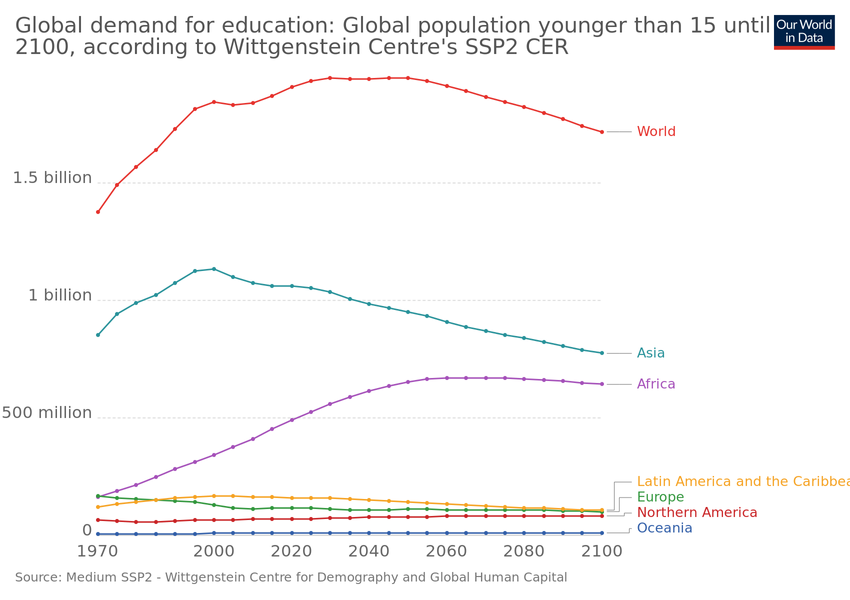 Global demand for education: Global population younger than 15 until
2100, according to Wittgenstein Centre's SSP2 CER
Our World
in Data
World
1.5 billion
1 billion
Asia
Africa
500 million
Latin America and the Caribbea
Europe
Northern America
Oceania
0
1970
2000
2020
2040
2060
2080
2100
Source: Medium SSP2 - Wittgenstein Centre for Demography and Global Human Capital